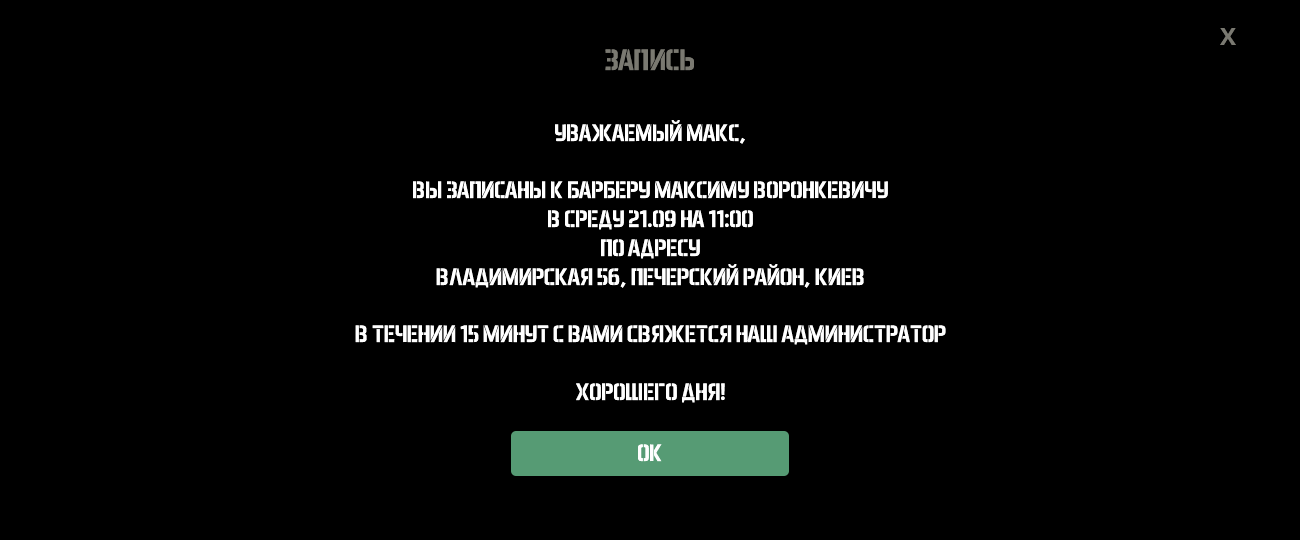 X
ЗАПИСЬ
УВАЖАЕМЫЙ МАКС,
ВЫ ЗАПИСАНЫ К БАРБЕРУ МАКСИМУ ВОРОНКЕВИЧУ
В СРЕДУ 21.09 НА 11:00
ПО АДРЕСУ
ВЛАДИМИРСКАЯ 56, ПЕЧЕРСКИЙ РАЙОН, КИЕВ
В ТЕЧЕНИИ 15 МИНУТ С ВАМИ СВЯЖЕТСЯ НАШ АДМИНИСТРАТОР
ХОРОШЕГО ДНЯ!
ОК